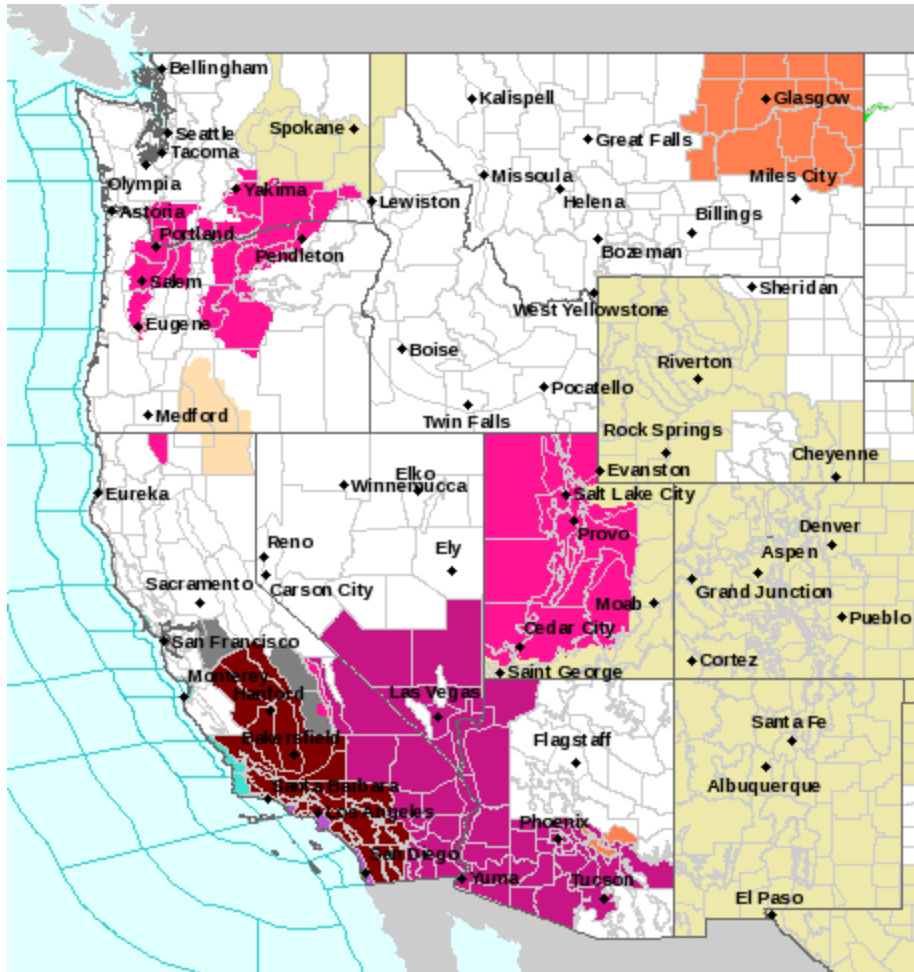 Bellingham
Kalispell
Glasgow
Seattle
Spokane
Great Falls
Tacoma
Olympia
Yakima
Missoula
Miles City
Astoria
Lewiston
Helena
Billings
Portland
Pendleton
Bozeman
Salem
Sheridan
West Yellowstone
Eugene
Boise
Riverton
Pocatello
Medford
Twin Falls
Rock Springs
Cheyenne
Elko
Evanston
Winnemucca
Eureka
Salt Lake City
Denver
Reno
Provo
Ely
Aspen
Carson City
Sacramento
Grand Junction
Moab
Pueblo
San Francisco
Cedar City
Cortez
Saint George
Monterey
Hanford
Las Vegas
Santa Fe
Bakersfield
Flagstaff
Albuquerque
Santa Barbara
Los Angeles
Phoenix
San Diego
Yuma
Tucson
El Paso